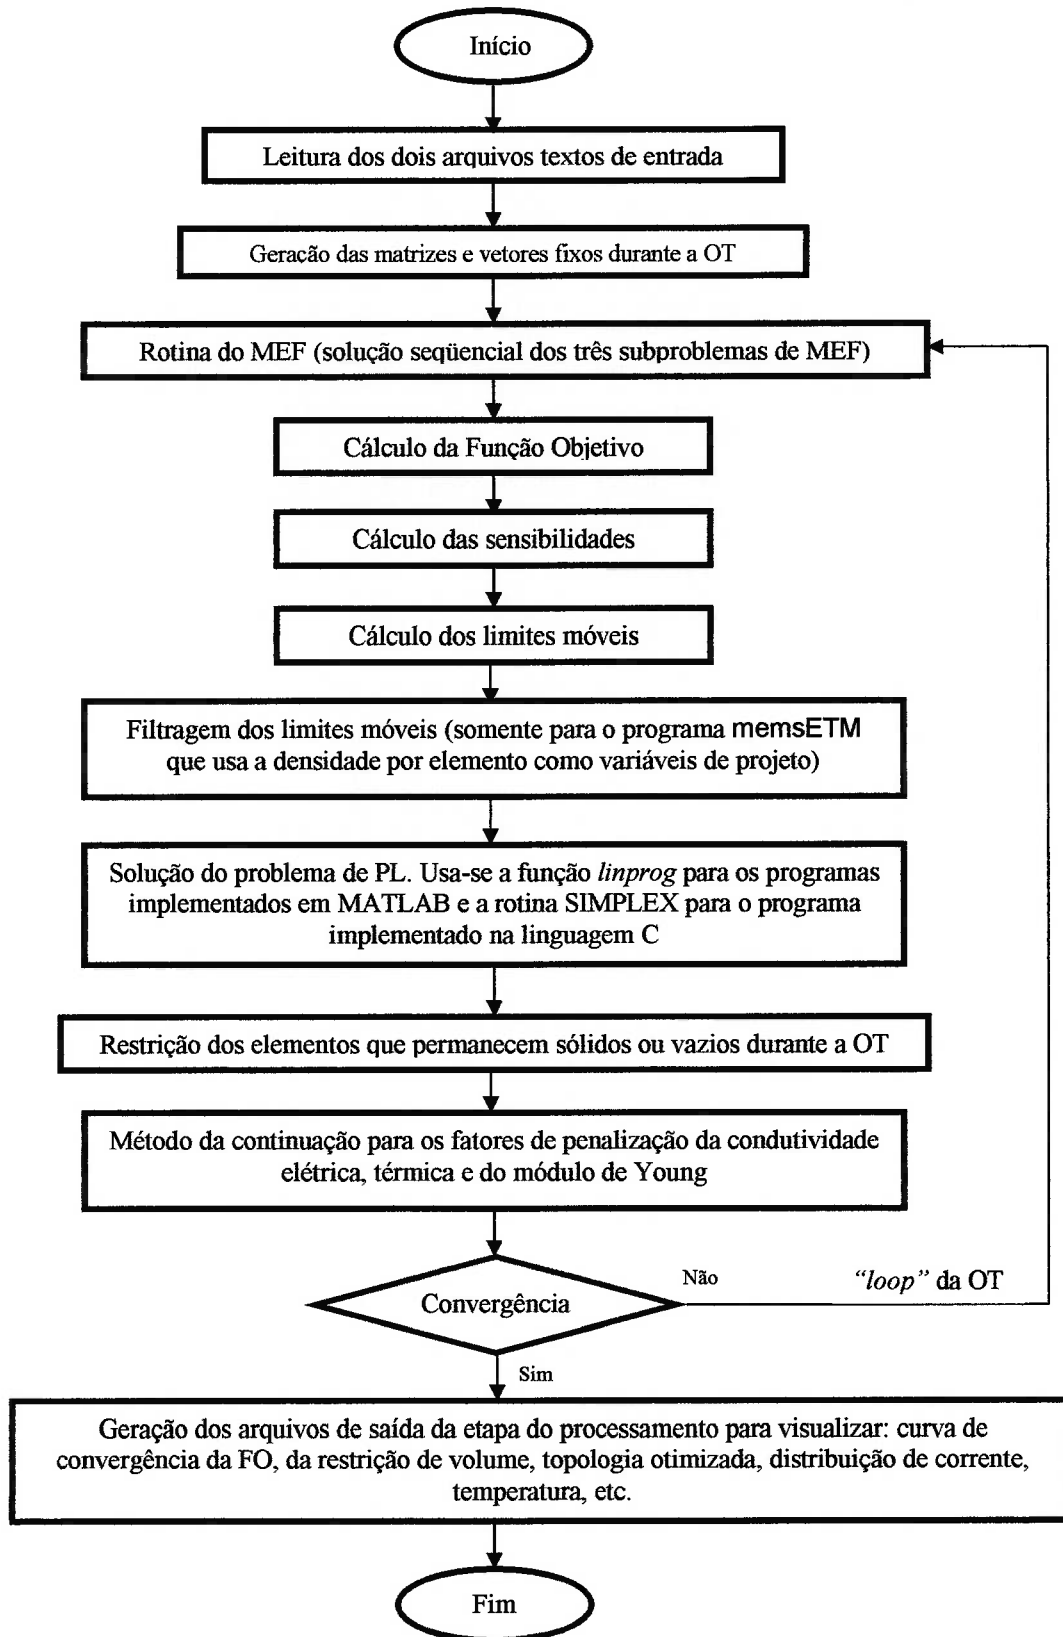 Início
Leitura dos dois arquivos textos de entrada
Geração das matrizes e vetores fixos durante a OT
Rotina do MEF (solução seqüencial dos três subproblemas de MEF)
Cálculo da Função Objetivo
Cálculo das sensibilidades
Cálculo dos limites móveis
Filtragem dos limites móveis (somente para o programa memsETM
que usa a densidade por elemento como variáveis de projeto)
Solução do problema de PL. Usa-se a função linprog para os programas
implementados em MATLAB e a rotina SIMPLEX para o programa
implementado na linguagem C
Restrição dos elementos que permanecem sólidos ou vazios durante a OT
Método da continuação para os fatores de penalização da condutividade
elétrica, térmica e do módulo de Young
Convergência
Não
“loop” da OT
Sim
Geração dos arquivos de saída da etapa do processamento para visualizar: curva de
convergência da FO, da restrição de volume, topologia otimizada, distribuição de corrente,
temperatura, etc.
Fim